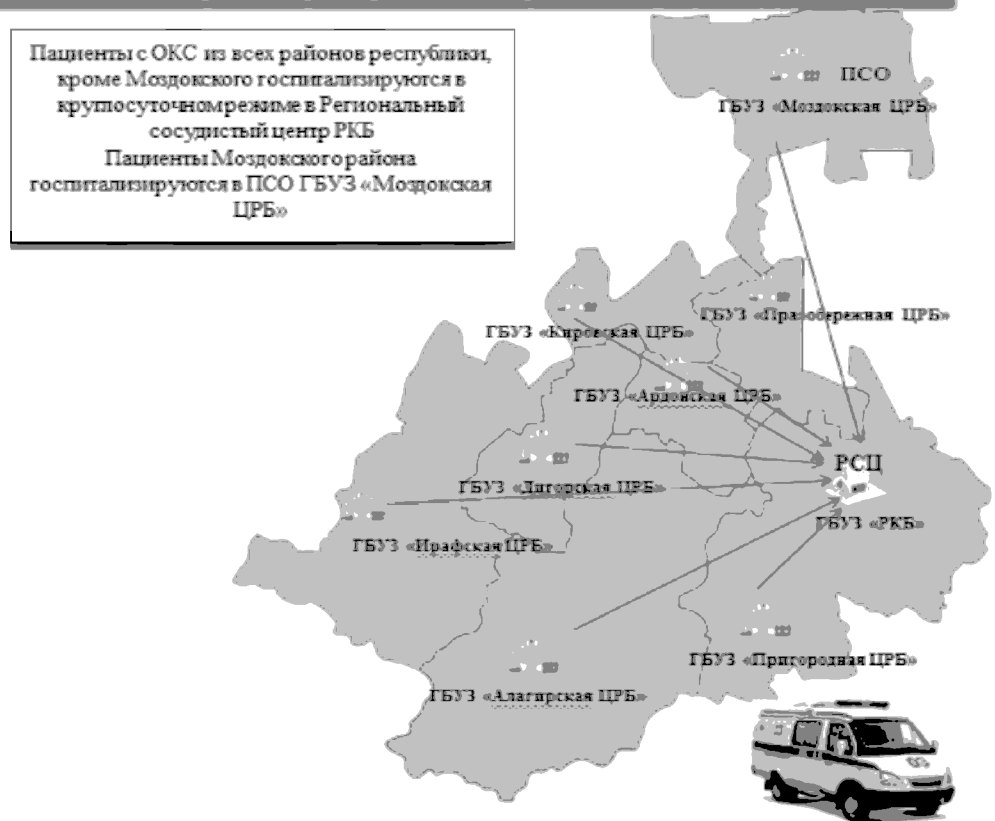 Пациенты с ОКС из всех районов республики,
кроме Моздокского госпитализируются в
круглосуточном режиме в Региональный
сосудистый центр РКБ
Пациенты Моздокского района
госпитализируются в ПСО ГБУЗ «Моздокская
ЦРБ»
ПСО
ГБУЗ «Моздокская ЦРБ»
ГБУЗ «Правобережная ЦРБ»
ГБУЗ «Кировская ЦРБ»
ГБУЗ «Ардонская ЦРБ»
РСЦ
ГБУЗ «Дигорская ЦРБ»
ГБУЗ «РКБ»
ГБУЗ «Ирафская ЦРБ»
ГБУЗ «Пригородная ЦРБ»
ГБУЗ «Алагирская ЦРБ»